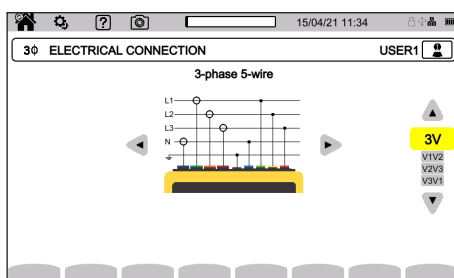 ? 15/04/21 11:34
3Φ ELECTRICAL CONNECTION USER1
3-phase 5-wire
L1
L2
L3
N
3V
V1V2
V2V3
V3V1